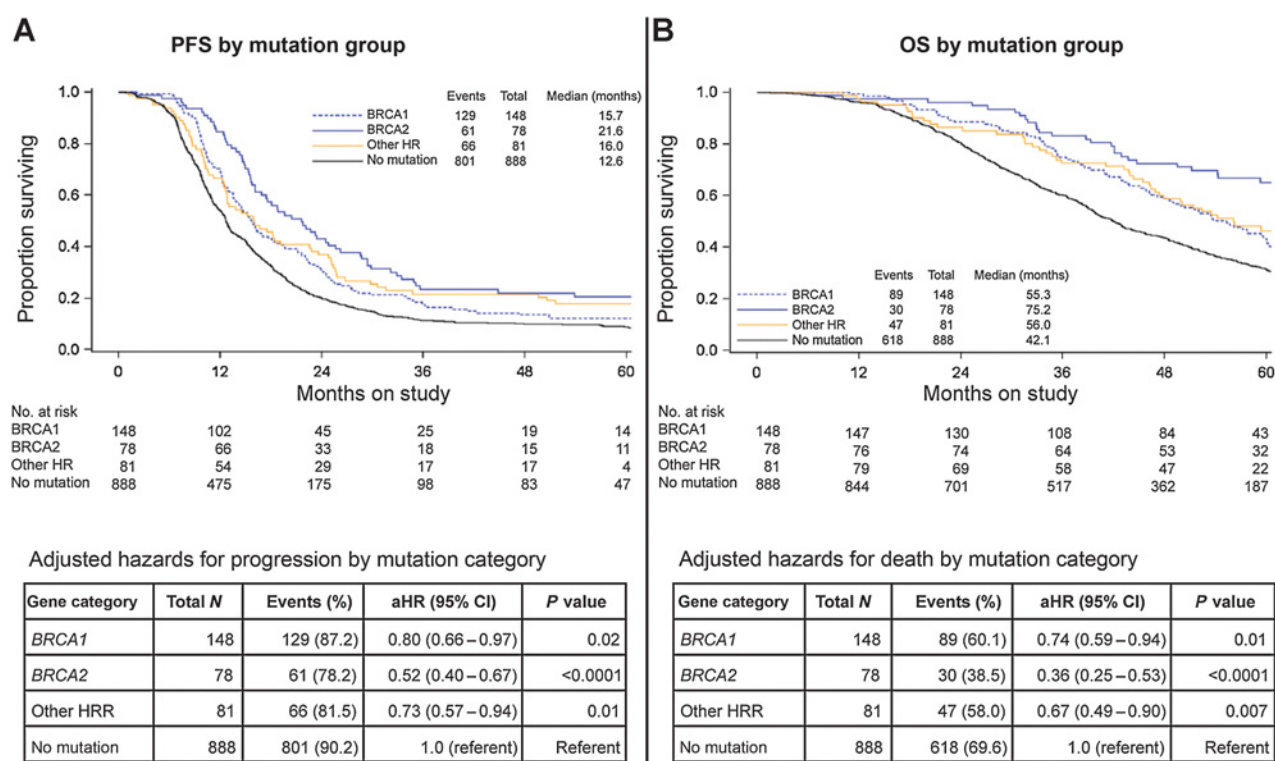 A
PFS by mutation group
Events Total Median (months)
BRCA1 129 148 15.7
BRCA2 61 78 21.6
Other HR 66 81 16.0
No mutation 801 888 12.6
Proportion surviving
1.0
0.8
0.6
0.4
0.2
0.0
0 12 24 36 48 60
Months on study
No. at risk
BRCA1 148 102 45 25 19 14
BRCA2 78 66 33 18 15 11
Other HR 81 54 29 17 17 4
No mutation 888 475 175 98 83 47
Adjusted hazards for progression by mutation category
Gene category Total N Events (%) aHR (95% CI) P value
BRCA1 148 129 (87.2) 0.80 (0.66–0.97) 0.02
BRCA2 78 61 (78.2) 0.52 (0.40–0.67) <0.0001
Other HRR 81 66 (81.5) 0.73 (0.57–0.94) 0.01
No mutation 888 801 (90.2) 1.0 (referent) Referent
B
OS by mutation group
Proportion surviving
1.0
0.8
0.6
0.4
0.2
0.0
Events Total Median (months)
BRCA1 89 148 55.3
BRCA2 30 78 75.2
Other HR 47 81 56.0
No mutation 618 888 42.1
0 12 24 36 48 60
Months on study
No. at risk
BRCA1 148 147 130 108 84 43
BRCA2 78 76 74 64 53 32
Other HR 81 79 69 58 47 22
No mutation 888 844 701 517 362 187
Adjusted hazards for death by mutation category
Gene category Total N Events (%) aHR (95% CI) P value
BRCA1 148 89 (60.1) 0.74 (0.59–0.94) 0.01
BRCA2 78 30 (38.5) 0.36 (0.25–0.53) <0.0001
Other HRR 81 47 (58.0) 0.67 (0.49–0.90) 0.007
No mutation 888 618 (69.6) 1.0 (referent) Referent